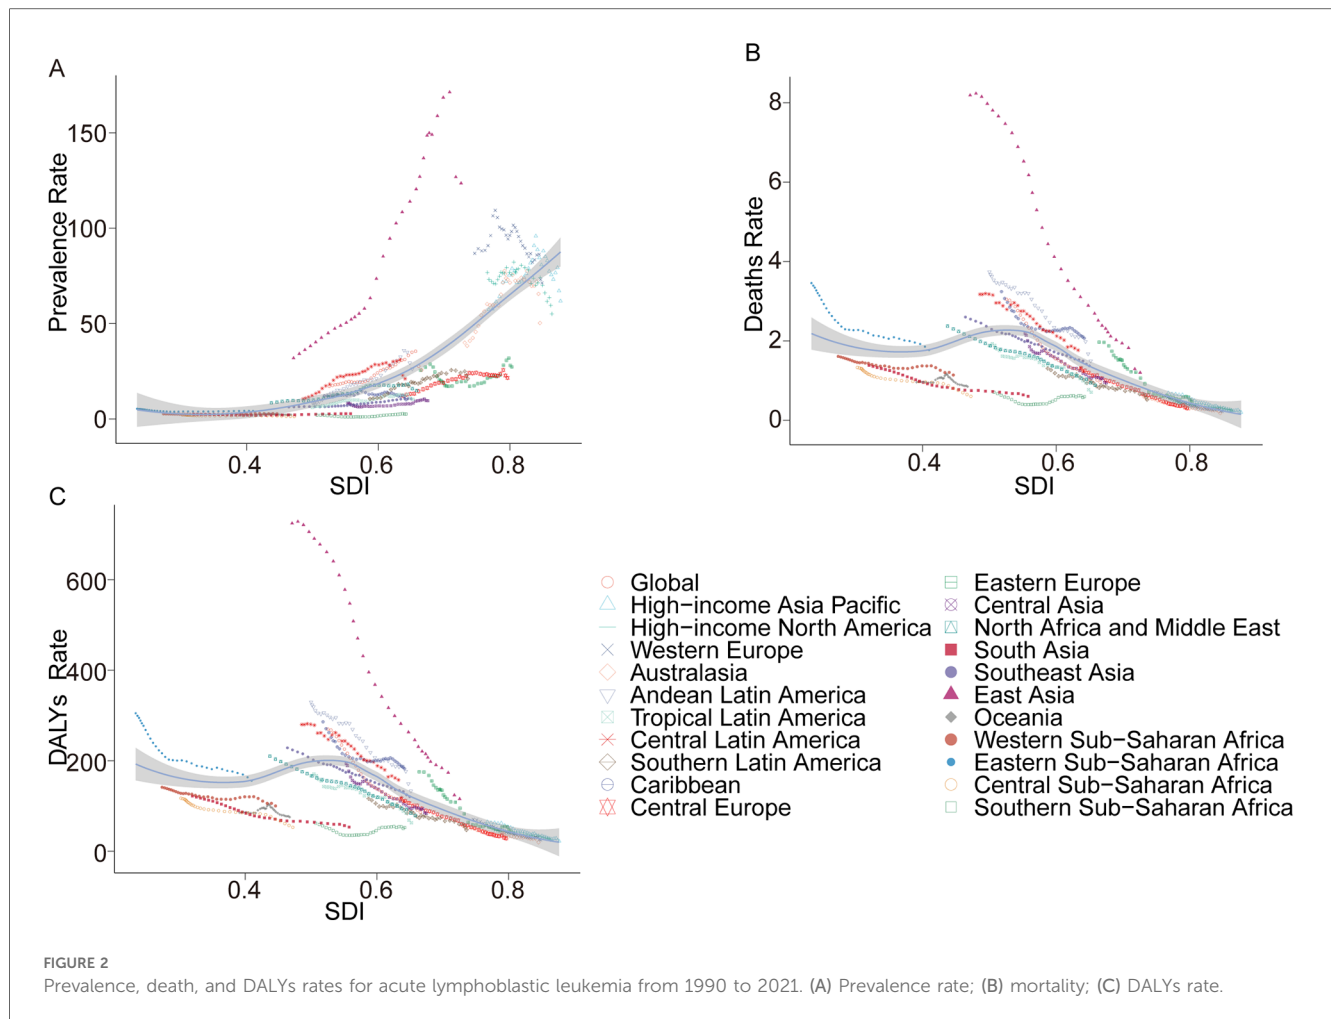 A
Prevalence Rate
150
100
50
0
0.4 0.6 0.8
SDI
B
Deaths Rate
8
6
4
2
0
0.4 0.6 0.8
SDI
C
DALYs Rate
600
400
200
0
0.4 0.6 0.8
SDI
Global
High-income Asia Pacific
High-income North America
Western Europe
Australasia
Andean Latin America
Tropical Latin America
Central Latin America
Southern Latin America
Caribbean
Central Europe
Eastern Europe
Central Asia
North Africa and Middle East
South Asia
Southeast Asia
East Asia
Oceania
Western Sub-Saharan Africa
Eastern Sub-Saharan Africa
Central Sub-Saharan Africa
Southern Sub-Saharan Africa
FIGURE 2
Prevalence, death, and DALYs rates for acute lymphoblastic leukemia from 1990 to 2021. (A) Prevalence rate; (B) mortality; (C) DALYs rate.